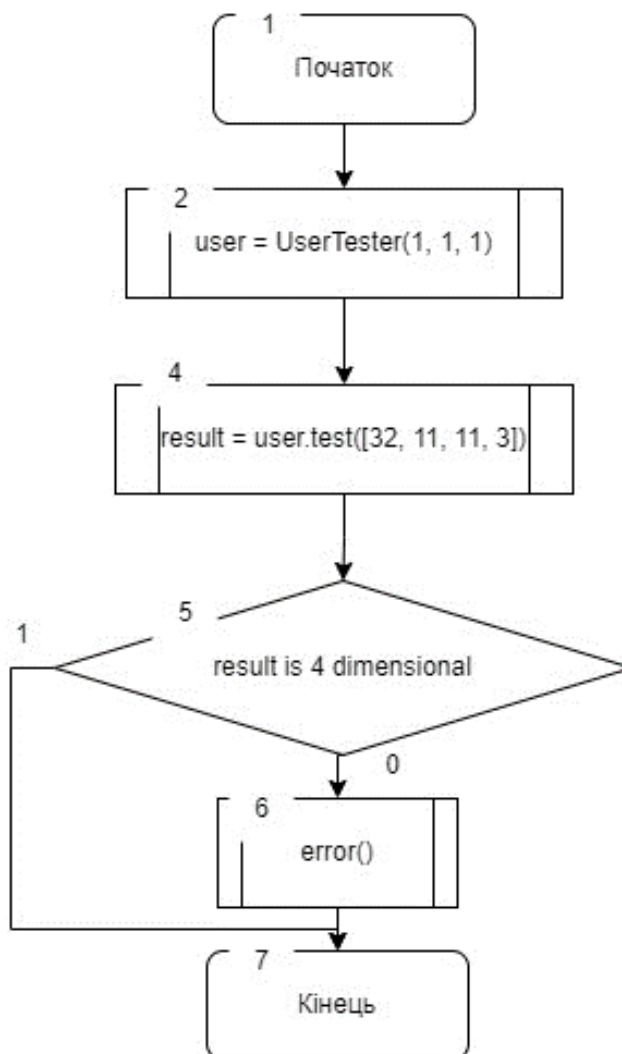 1
Початок
2
user = UserTester(1, 1, 1)
4
result = user.test([32, 11, 11, 3])
5
1
result is 4 dimensional
0
6
error()
7
Кінець